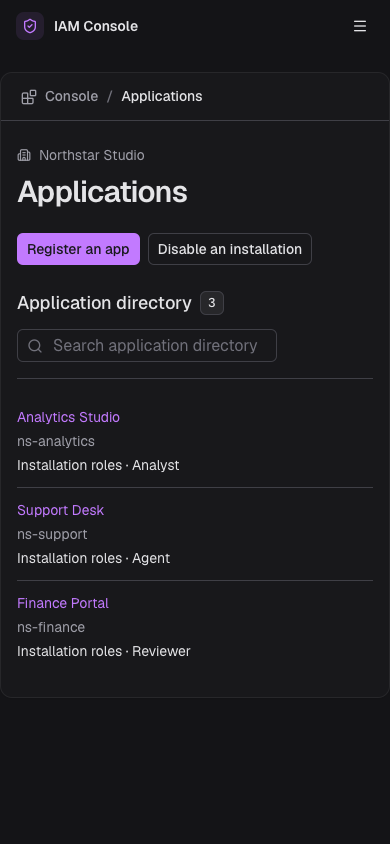 IAM Console
Console / Applications
Northstar Studio
Applications
Register an app
Disable an installation
Application directory 3
Search application directory
Analytics Studio
ns-analytics
Installation roles · Analyst
Support Desk
ns-support
Installation roles · Agent
Finance Portal
ns-finance
Installation roles · Reviewer